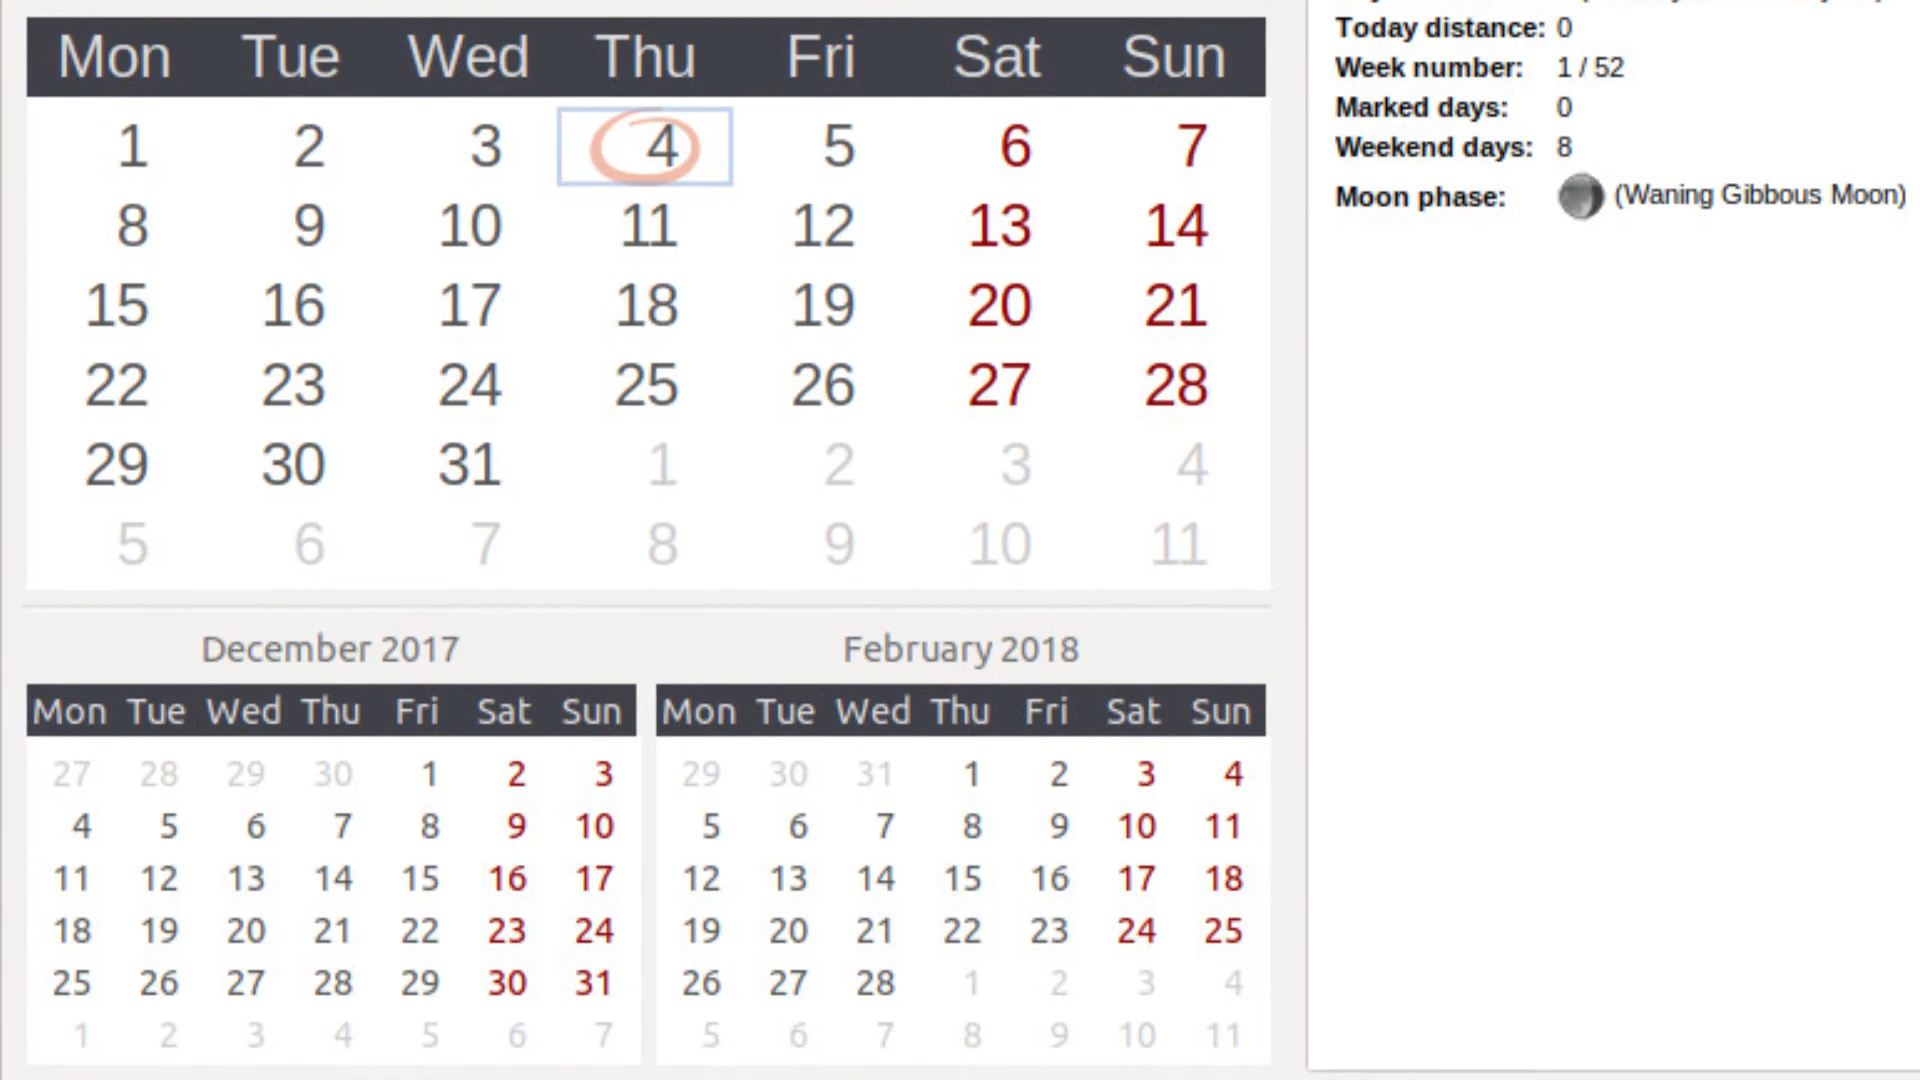 Mon Tue Wed Thu Fri Sat Sun
1 2 3 4 5 6 7
8 9 10 11 12 13 14
15 16 17 18 19 20 21
22 23 24 25 26 27 28
29 30 31 1 2 3 4
5 6 7 8 9 10 11
December 2017
Mon Tue Wed Thu Fri Sat Sun
27 28 29 30 1 2 3
4 5 6 7 8 9 10
11 12 13 14 15 16 17
18 19 20 21 22 23 24
25 26 27 28 29 30 31
1 2 3 4 5 6 7
February 2018
Mon Tue Wed Thu Fri Sat Sun
29 30 31 1 2 3 4
5 6 7 8 9 10 11
12 13 14 15 16 17 18
19 20 21 22 23 24 25
26 27 28 1 2 3 4
5 6 7 8 9 10 11
Today distance: 0
Week number: 1 / 52
Marked days: 0
Weekend days: 8
Moon phase: (Waning Gibbous Moon)